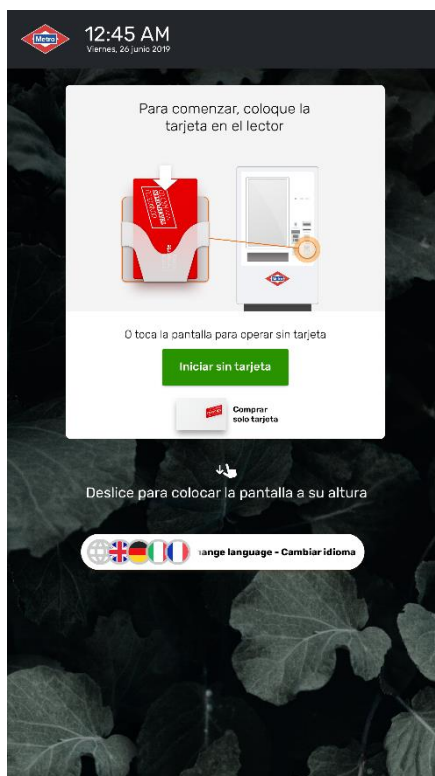 Metro
12:45 AM
Viernes, 26 junio 2019
Para comenzar, coloque la
tarjeta en el lector
Metro
O toca la pantalla para operar sin tarjeta
Iniciar sin tarjeta
Comprar
solo tarjeta
Deslice para colocar la pantalla a su altura
ange language - Cambiar idioma